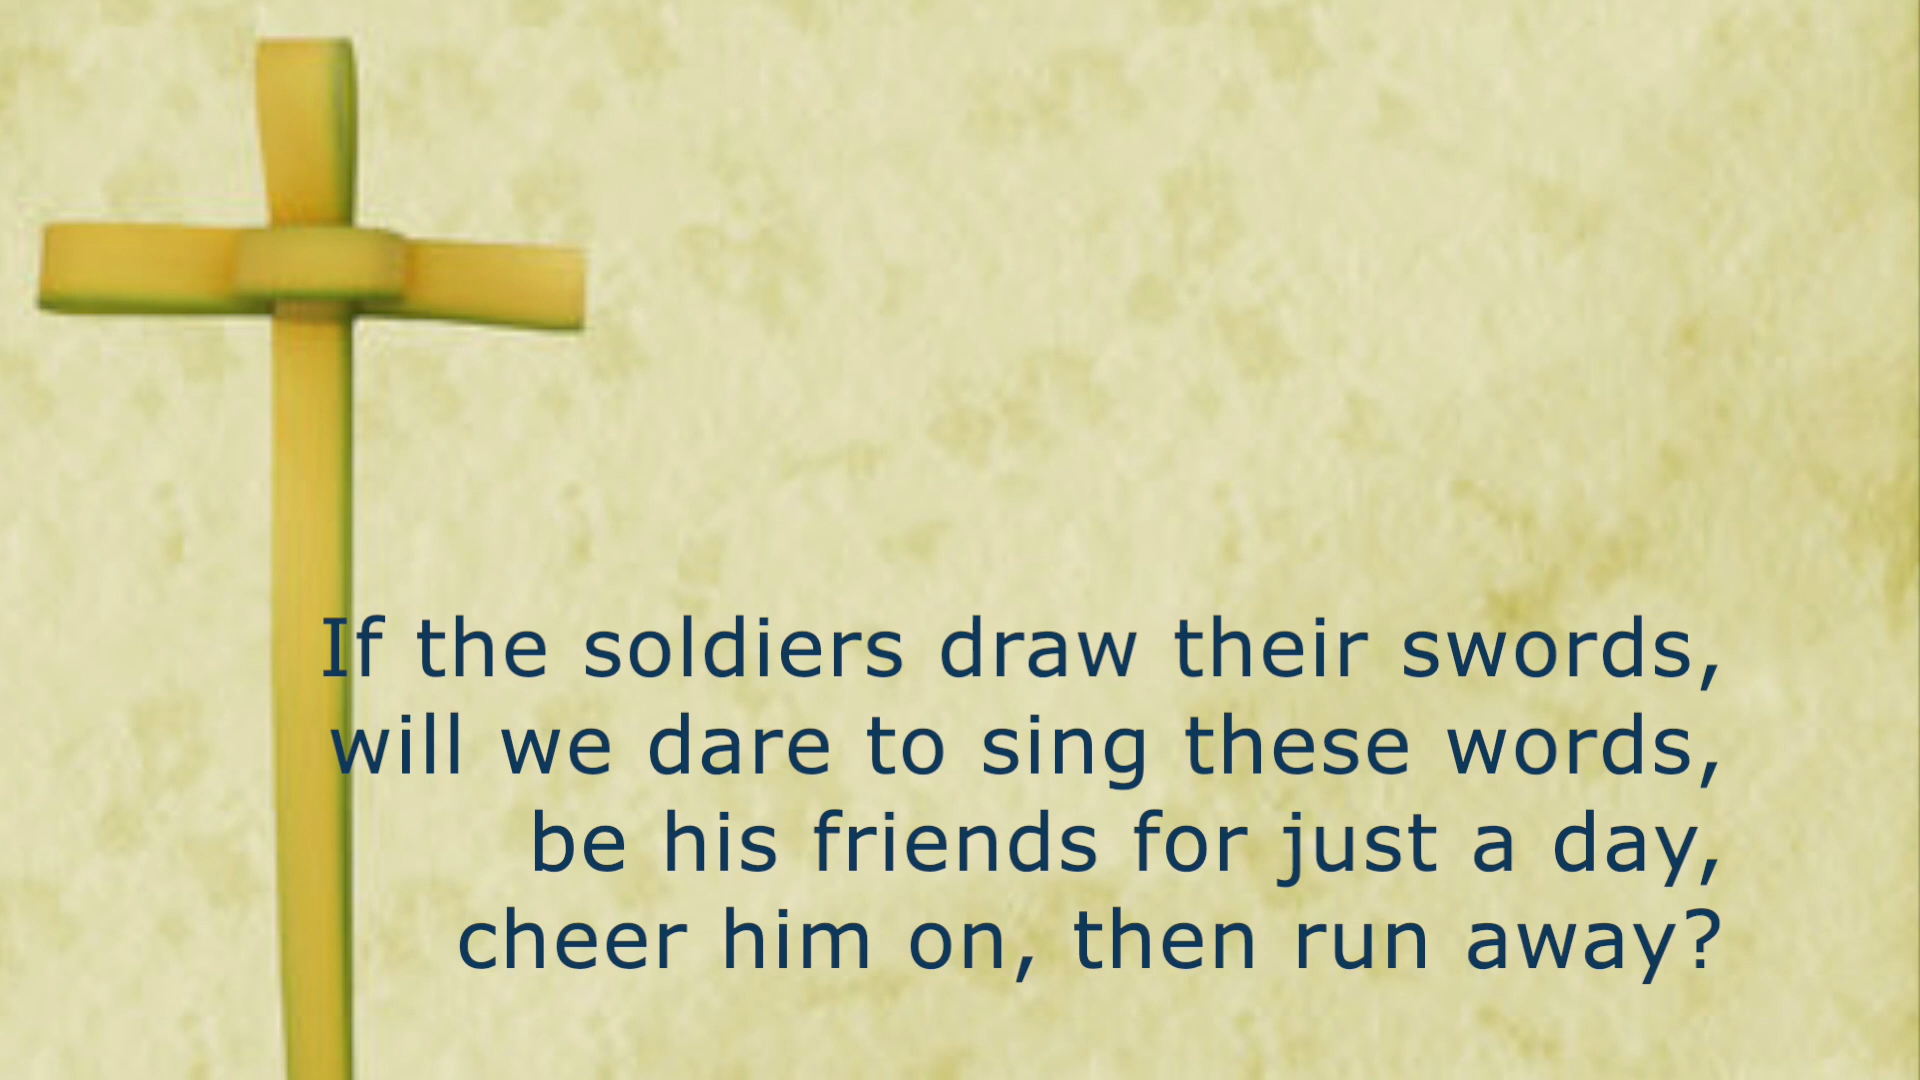 If the soldiers draw their swords,
will we dare to sing these words,
be his friends for just a day,
cheer him on, then run away?